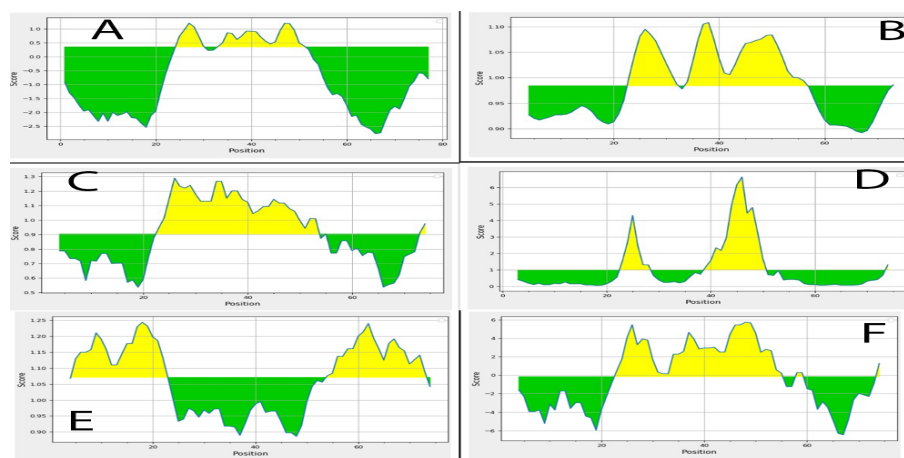 A
1.0
0.5
0.0
−0.5
−1.0
−1.5
−2.0
−2.5
Score
0 20 40 60 80
Position
B
1.10
1.05
1.00
0.95
0.90
Score
20 40 60
Position
C
1.3
1.2
1.1
1.0
0.9
0.8
0.7
0.6
0.5
Score
20 40 60
Position
D
6
5
4
3
2
1
0
Score
0 20 40 60
Position
E
1.25
1.20
1.15
1.10
1.05
1.00
0.95
0.90
Score
20 40 60
Position
F
6
4
2
0
−2
−4
−6
Score
20 40 60
Position